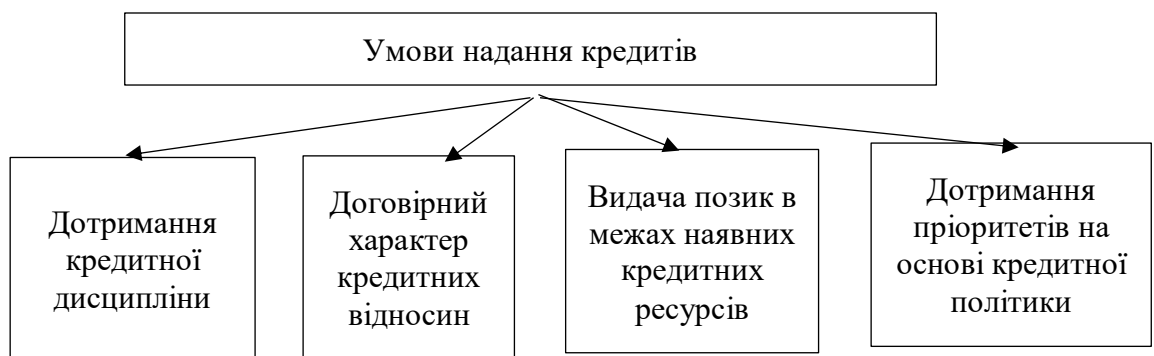 Умови надання кредитів
Дотримання
кредитної
дисципліни
Договірний
характер
кредитних
відносин
Видача позик в
межах наявних
кредитних
ресурсів
Дотримання
пріоритетів на
основі кредитної
політики